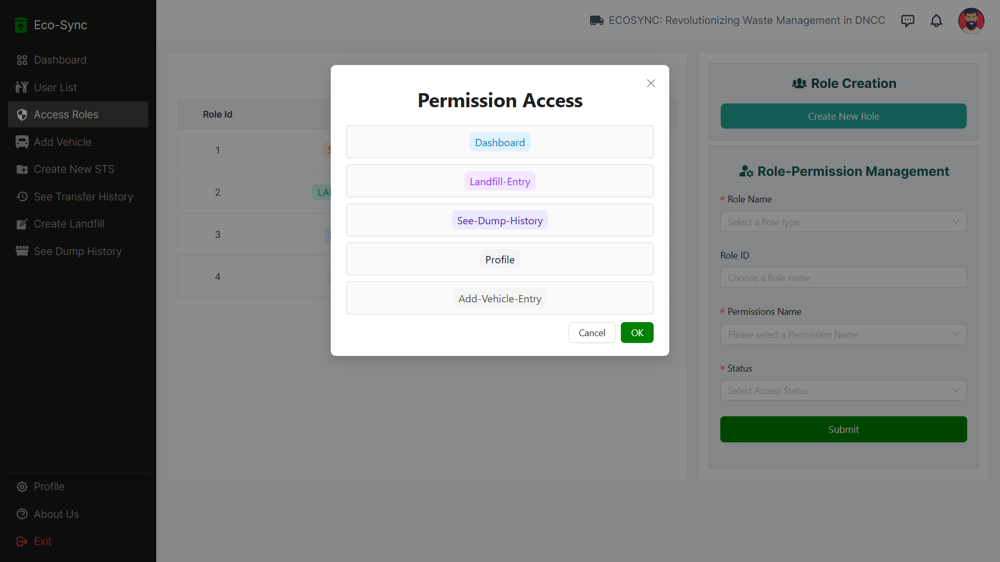 Eco-Sync
ECOSYNC: Revolutionizing Waste Management in DNCC
Dashboard
User List
Access Roles
Add Vehicle
Create New STS
See Transfer History
Create Landfill
See Dump History
Profile
About Us
Exit
Role Id
1
2
3
4
Permission Access
Dashboard
Landfill-Entry
See-Dump-History
Profile
Add-Vehicle-Entry
Cancel
OK
Role Creation
Create New Role
Role-Permission Management
* Role Name
Select a Role type
Role ID
Choose a Role name
* Permissions Name
Please select a Permission Name
* Status
Select Access Status
Submit